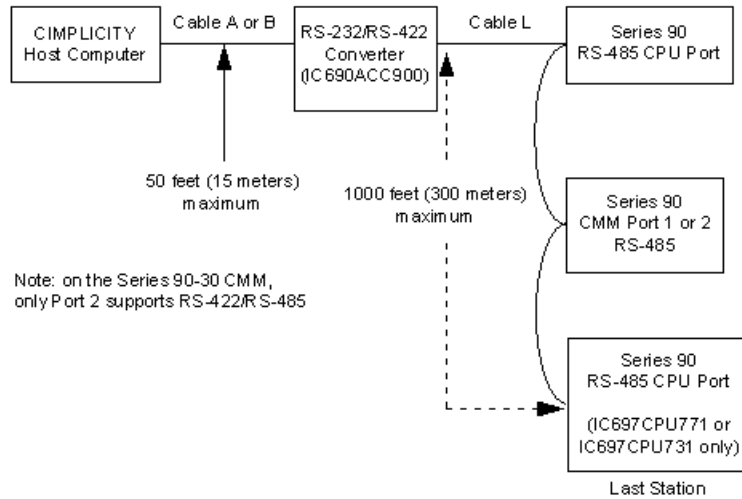 CIMPLICITY
Host Computer
Cable A or B
RS-232/RS-422
Converter
(IC690ACC900)
Cable L
Series 90
RS-485 CPU Port
50 feet (15 meters)
maximum
1000 feet (300 meters)
maximum
Series 90
CMM Port 1 or 2
RS-485
Note: on the Series 90-30 CMM,
only Port 2 supports RS-422/RS-485
Series 90
RS-485 CPU Port
(IC697CPU771 or
IC697CPU731 only)
Last Station